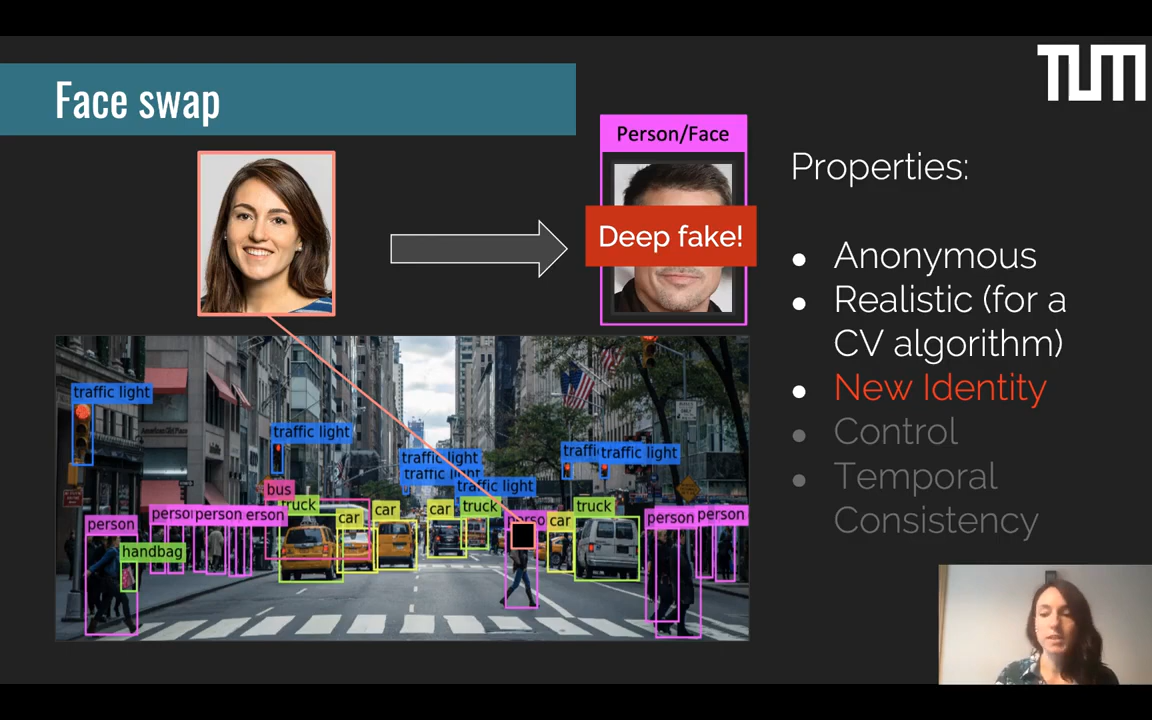 TUM
Face swap
Person/Face
Deep fake!
Properties:
Anonymous
Realistic (for a
CV algorithm)
New Identity
Control
Temporal
Consistency
traffic light
traffic light
traffic light
traffic light
traffic light
traffic light
bus
truck
car
car
car
truck
car
truck
person
person
person
erson
person
person
handbag